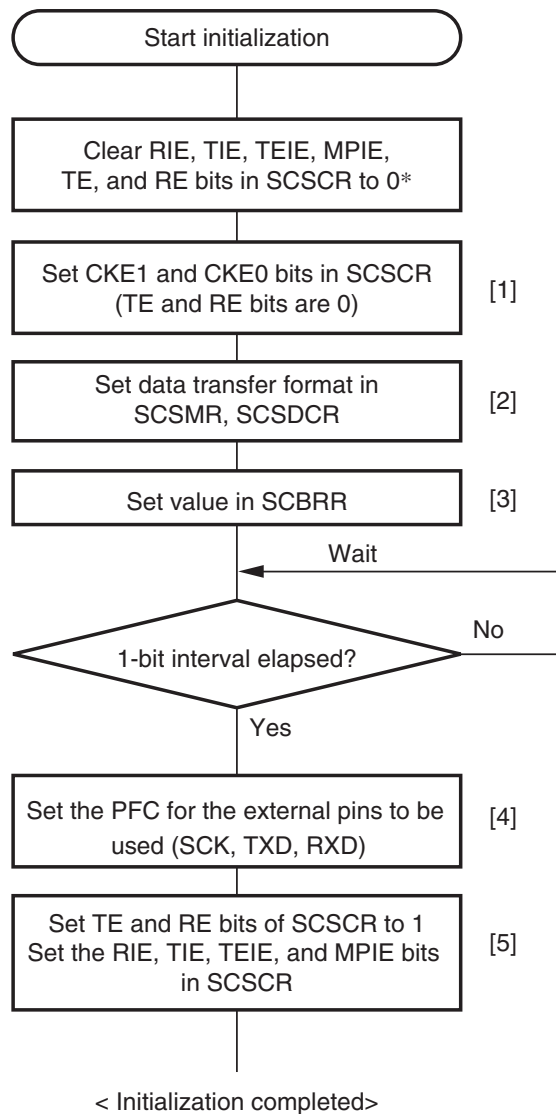 Start initialization
Clear RIE, TIE, TEIE, MPIE,
TE, and RE bits in SCSCR to 0*
Set CKE1 and CKE0 bits in SCSCR
(TE and RE bits are 0)
[1]
Set data transfer format in
SCSMR, SCSDCR
[2]
Set value in SCBRR
[3]
Wait
1-bit interval elapsed?
No
Yes
Set the PFC for the external pins to be
used (SCK, TXD, RXD)
[4]
Set TE and RE bits of SCSCR to 1
Set the RIE, TIE, TEIE, and MPIE bits
in SCSCR
[5]
< Initialization completed>